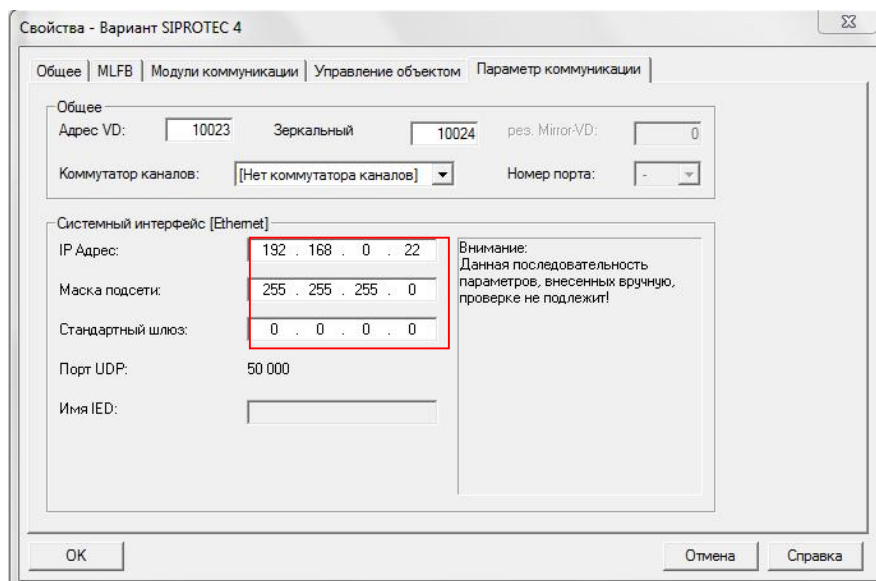 Свойства - Вариант SIPROTEC 4
Общее MLFB Модули коммуникации Управление объектом Параметр коммуникации
Общее
Адрес VD: 10023 Зеркальный 10024 рез. Mirror-VD: 0
Коммутатор каналов: [Нет коммутатора каналов] Номер порта: -
Системный интерфейс [Ethernet]
IP Адрес: 192 . 168 . 0 . 22
Маска подсети: 255 . 255 . 255 . 0
Стандартный шлюз: 0 . 0 . 0 . 0
Порт UDP: 50 000
Имя IED:
Внимание:
Данная последовательность
параметров, внесенных вручную,
проверке не подлежит!
OK Отмена Справка